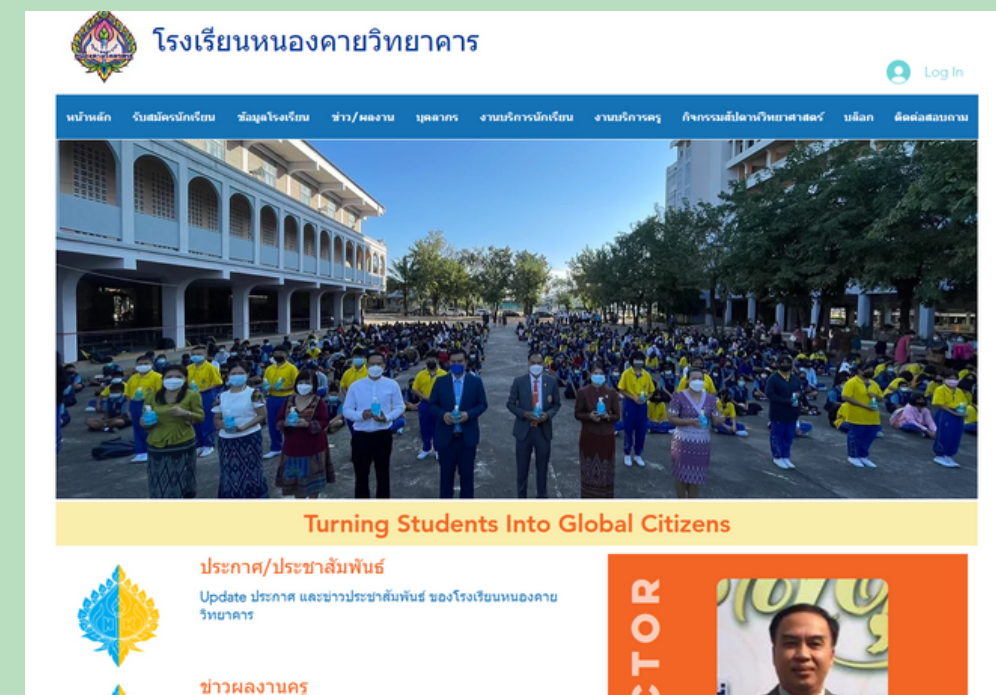 โรงเรียนหนองคายวิทยาคาร
Log In
หน้าหลัก รับสมัครนักเรียน ข้อมูลโรงเรียน ข่าว/ผลงาน บุคลากร งานบริการนักเรียน งานบริการครู กิจกรรมสัปดาห์วิทยาศาสตร์ บล็อก ติดต่อสอบถาม
Turning Students Into Global Citizens
ประกาศ/ประชาสัมพันธ์
Update ประกาศ และข่าวประชาสัมพันธ์ ของโรงเรียนหนองคาย
วิทยาคาร
ข่าวผลงานครู
CTOR